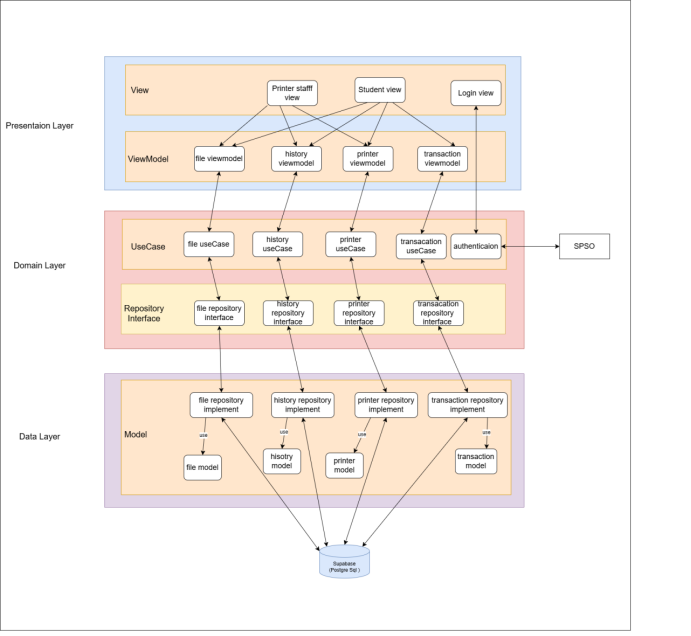 Presentaion Layer
View
Printer stafff
view
Student view
Login view
ViewModel
file viewmodel
history
viewmodel
printer
viewmodel
transaction
viewmodel
Domain Layer
UseCase
file useCase
history
useCase
printer
useCase
transacation
useCase
authenticaion
SPSO
Repository
Interface
file repository
interface
history
repository
interface
printer
repository
interface
transacation
repository
interface
Data Layer
Model
file repository
implement
history repository
implement
printer repository
implement
transaction repository
implement
use
use
use
use
file model
hisotry
model
printer
model
transaction
model
Supabase
(Postgre Sql )